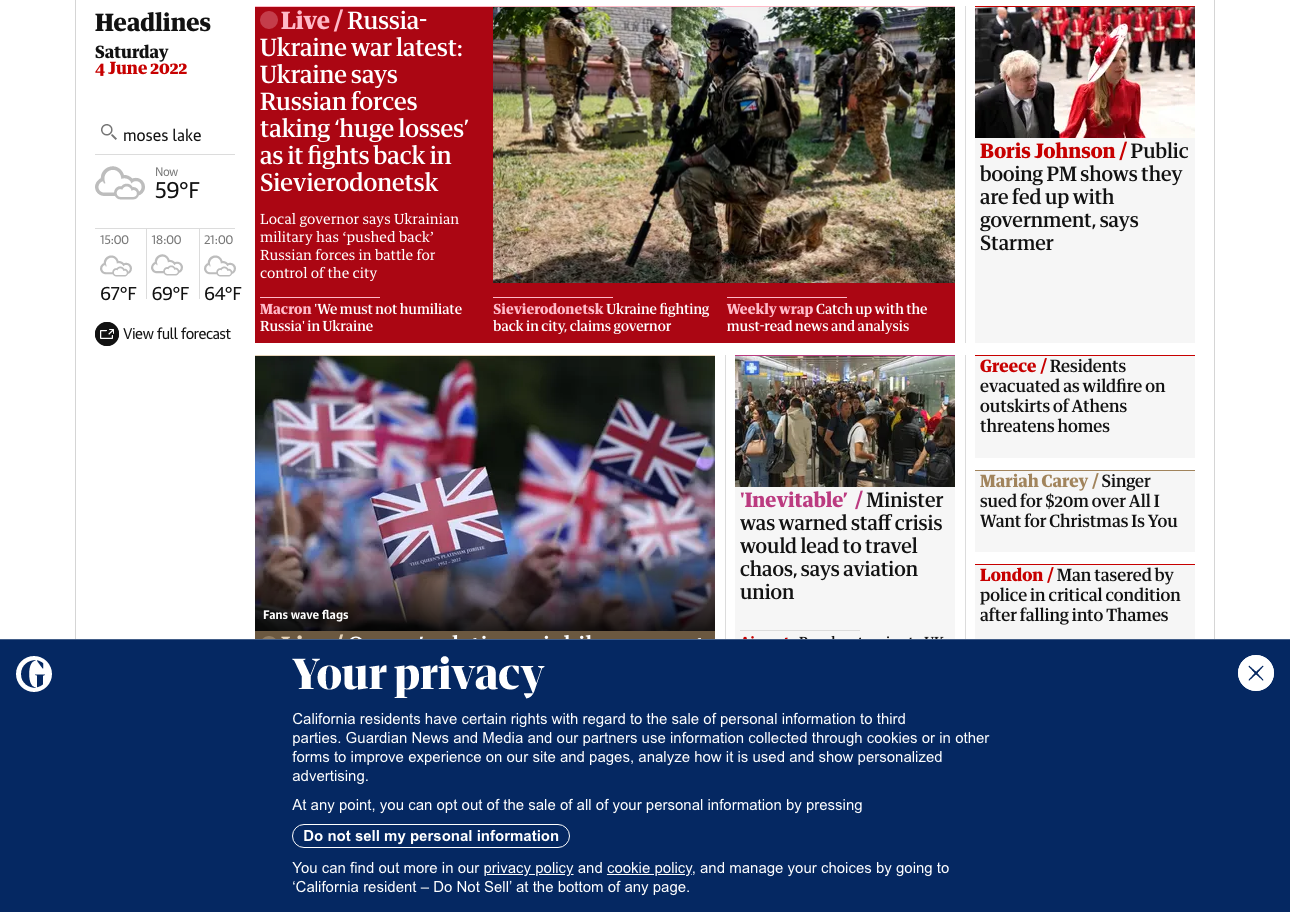 Headlines
Saturday
4 June 2022
moses lake
Now
59°F
15:00
18:00
21:00
67°F
69°F
64°F
View full forecast
Live / Russia-
Ukraine war latest:
Ukraine says
Russian forces
taking ‘huge losses’
as it fights back in
Sievierodonetsk
Local governor says Ukrainian
military has ‘pushed back’
Russian forces in battle for
control of the city
Macron 'We must not humiliate
Russia' in Ukraine
Sievierodonetsk Ukraine fighting
back in city, claims governor
Weekly wrap Catch up with the
must-read news and analysis
Boris Johnson / Public
booing PM shows they
are fed up with
government, says
Starmer
THE QUEEN'S PLATINUM JUBILEE
1952 - 2022
Fans wave flags
'Inevitable’ / Minister
was warned staff crisis
would lead to travel
chaos, says aviation
union
Greece / Residents
evacuated as wildfire on
outskirts of Athens
threatens homes
Mariah Carey / Singer
sued for $20m over All I
Want for Christmas Is You
London / Man tasered by
police in critical condition
after falling into Thames
G
Your privacy
California residents have certain rights with regard to the sale of personal information to third
parties. Guardian News and Media and our partners use information collected through cookies or in other
forms to improve experience on our site and pages, analyze how it is used and show personalized
advertising.
At any point, you can opt out of the sale of all of your personal information by pressing
Do not sell my personal information
You can find out more in our privacy policy and cookie policy, and manage your choices by going to
‘California resident – Do Not Sell’ at the bottom of any page.